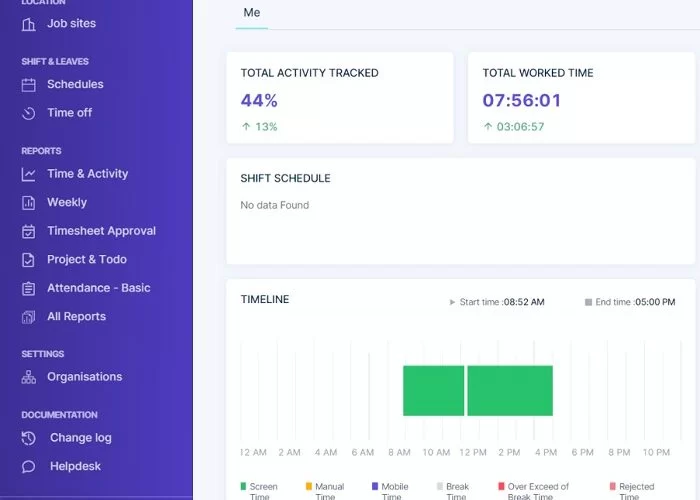 LOCATION
Job sites
SHIFT & LEAVES
Schedules
Time off
REPORTS
Time & Activity
Weekly
Timesheet Approval
Project & Todo
Attendance - Basic
All Reports
SETTINGS
Organisations
DOCUMENTATION
Change log
Helpdesk
Me
TOTAL ACTIVITY TRACKED
44%
↑ 13%
TOTAL WORKED TIME
07:56:01
↑ 03:06:57
SHIFT SCHEDULE
No data Found
TIMELINE
Start time :08:52 AM
End time :05:00 PM
12 AM 2 AM 4 AM 6 AM 8 AM 10 AM 12 PM 2 PM 4 PM 6 PM 8 PM 10 PM
Screen
Time
Manual
Time
Mobile
Time
Break
Time
Over Exceed of
Break Time
Rejected
Time